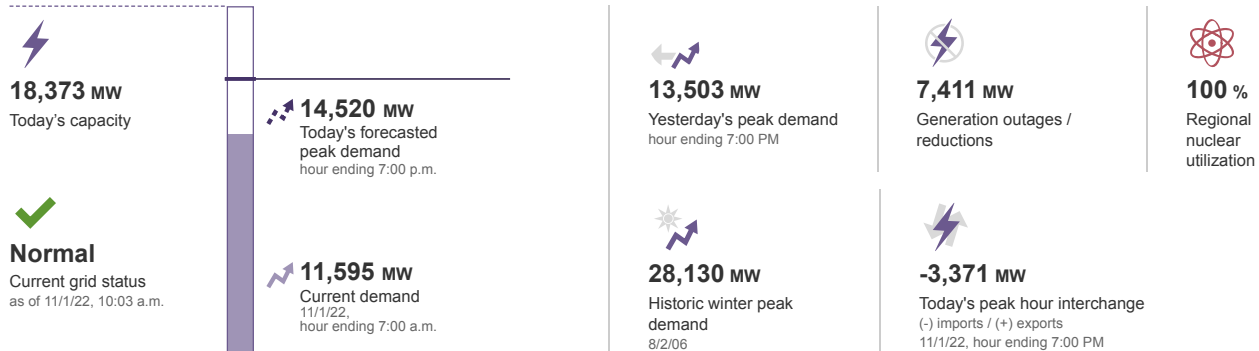 18,373 MW
Today's capacity
Normal
Current grid status
as of 11/1/22, 10:03 a.m.
14,520 MW
Today's forecasted
peak demand
hour ending 7:00 p.m.
11,595 MW
Current demand
11/1/22,
hour ending 7:00 a.m.
13,503 MW
Yesterday's peak demand
hour ending 7:00 PM
7,411 MW
Generation outages /
reductions
100 %
Regional
nuclear
utilization
28,130 MW
Historic winter peak
demand
8/2/06
-3,371 MW
Today's peak hour interchange
(-) imports / (+) exports
11/1/22, hour ending 7:00 PM